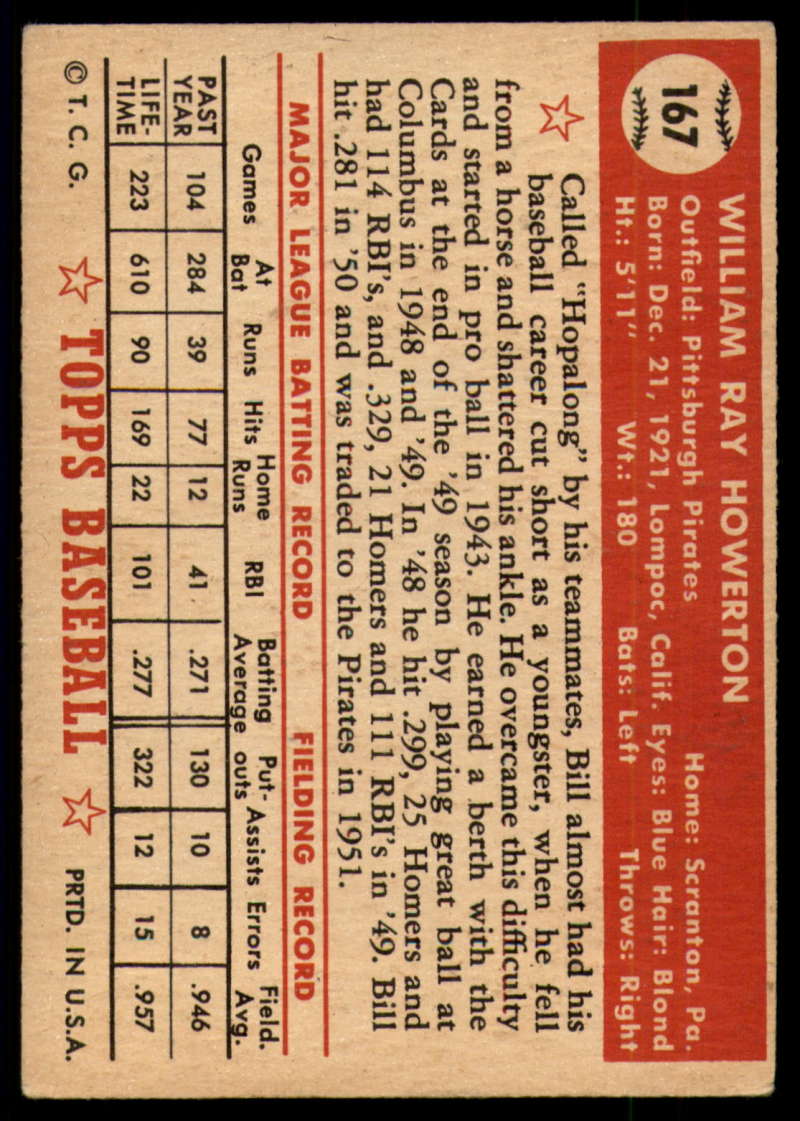 167
WILLIAM RAY HOWERTON
Outfield: Pittsburgh Pirates Home: Scranton, Pa.
Born: Dec. 21, 1921, Lompoc, Calif. Eyes: Blue Hair: Blond
Ht.: 5'11" Wt.: 180 Bats: Left Throws: Right
Called "Hopalong" by his teammates, Bill almost had his
baseball career cut short as a youngster, when he fell
from a horse and shattered his ankle. He overcame this difficulty
and started in pro ball in 1943. He earned a berth with the
Cards at the end of the '49 season by playing great ball at
Columbus in 1948 and '49. In '48 he hit .299, 25 Homers and
had 114 RBI's, and .329, 21 Homers and 111 RBI's in '49. Bill
hit .281 in '50 and was traded to the Pirates in 1951.
MAJOR LEAGUE BATTING RECORD FIELDING RECORD
Games At Bat Runs Hits Home Runs RBI Batting Average Put-outs Assists Errors Field. Avg.
PAST YEAR 104 284 39 77 12 41 .271 130 10 8 .946
LIFE-TIME 223 610 90 169 22 101 .277 322 12 15 .957
© T. C. G. TOPPS BASEBALL PRTD. IN U.S.A.